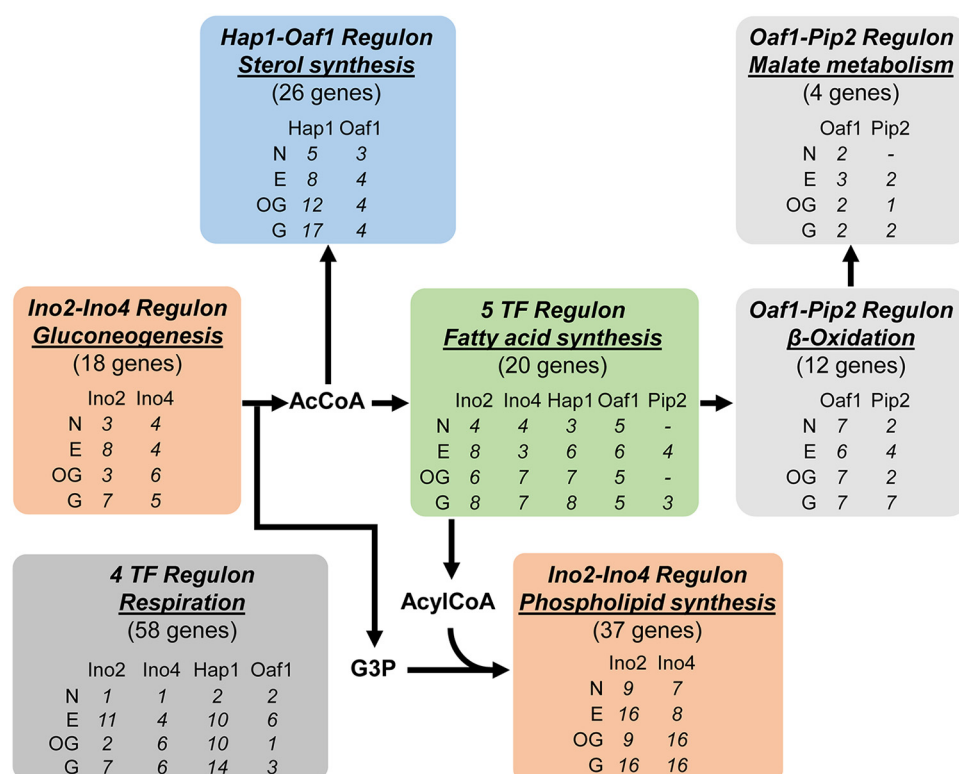 Hap1-Oaf1 Regulon
Sterol synthesis
(26 genes)
Hap1 Oaf1
N 5 3
E 8 4
OG 12 4
G 17 4
Oaf1-Pip2 Regulon
Malate metabolism
(4 genes)
Oaf1 Pip2
N 2 -
E 3 2
OG 2 1
G 2 2
Ino2-Ino4 Regulon
Gluconeogenesis
(18 genes)
Ino2 Ino4
N 3 4
E 8 4
OG 3 6
G 7 5
AcCoA
5 TF Regulon
Fatty acid synthesis
(20 genes)
Ino2 Ino4 Hap1 Oaf1 Pip2
N 4 4 3 5 -
E 8 3 6 6 4
OG 6 7 7 5 -
G 8 7 8 5 3
Oaf1-Pip2 Regulon
β-Oxidation
(12 genes)
Oaf1 Pip2
N 7 2
E 6 4
OG 7 2
G 7 7
4 TF Regulon
Respiration
(58 genes)
Ino2 Ino4 Hap1 Oaf1
N 1 1 2 2
E 11 4 10 6
OG 2 6 10 1
G 7 6 14 3
AcylCoA
G3P
Ino2-Ino4 Regulon
Phospholipid synthesis
(37 genes)
Ino2 Ino4
N 9 7
E 16 8
OG 9 16
G 16 16